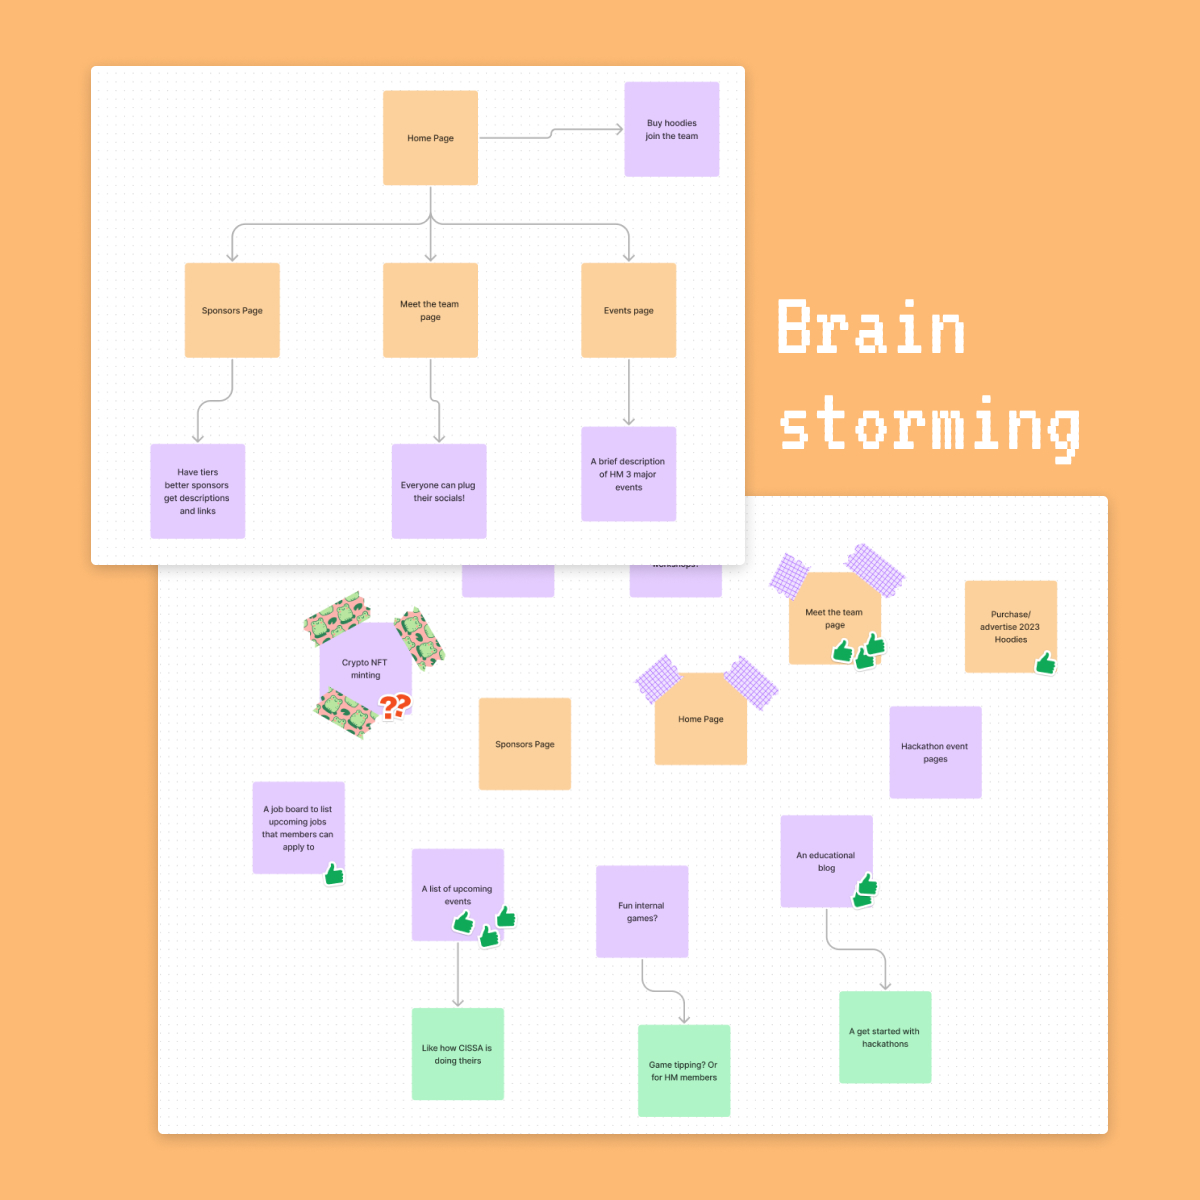 Home Page
Buy hoodies
join the team
Sponsors Page
Meet the team
page
Events page
Have tiers
better sponsors
get descriptions
and links
Everyone can plug
their socials!
A brief description
of HM 3 major
events
Brain
storming
workshops?
Crypto NFT
minting
??
Meet the team
page
Purchase/
advertise 2023
Hoodies
Sponsors Page
Home Page
Hackathon event
pages
A job board to list
upcoming jobs
that members can
apply to
A list of upcoming
events
Fun internal
games?
An educational
blog
Like how CISSA is
doing theirs
Game tipping? Or
for HM members
A get started with
hackathons